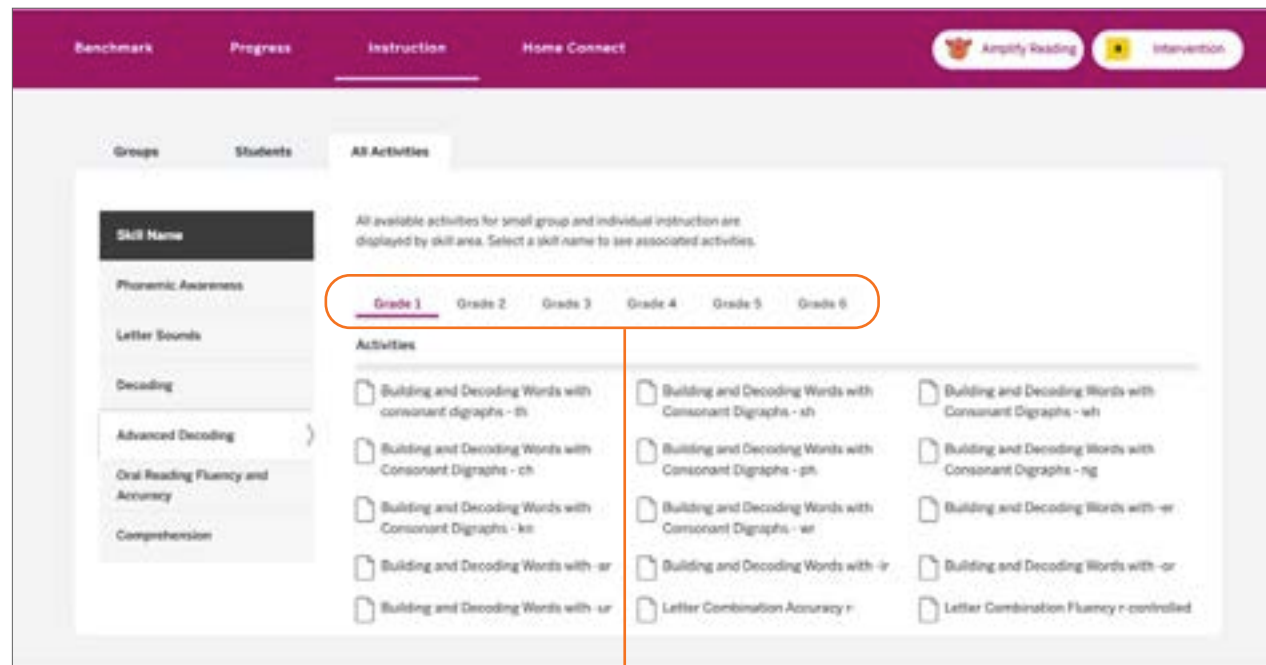 Benchmark Progress Instruction Home Connect Amplify Reading Intervention
Groups Students All Activities
Skill Name
Phonemic Awareness
Letter Sounds
Decoding
Advanced Decoding
Oral Reading Fluency and
Accuracy
Comprehension
All available activities for small group and individual instruction are
displayed by skill area. Select a skill name to see associated activities.
Grade 1 Grade 2 Grade 3 Grade 4 Grade 5 Grade 6
Activities
Building and Decoding Words with
consonant digraphs - th
Building and Decoding Words with
Consonant Digraphs - sh
Building and Decoding Words with
Consonant Digraphs - wh
Building and Decoding Words with
Consonant Digraphs - ch
Building and Decoding Words with
Consonant Digraphs - ph
Building and Decoding Words with
Consonant Digraphs - ng
Building and Decoding Words with
Consonant Digraphs - kn
Building and Decoding Words with
Consonant Digraphs - wr
Building and Decoding Words with -er
Building and Decoding Words with -ar
Building and Decoding Words with -ir
Building and Decoding Words with -or
Building and Decoding Words with -ur
Letter Combination Accuracy r-
Letter Combination Fluency r-controlled